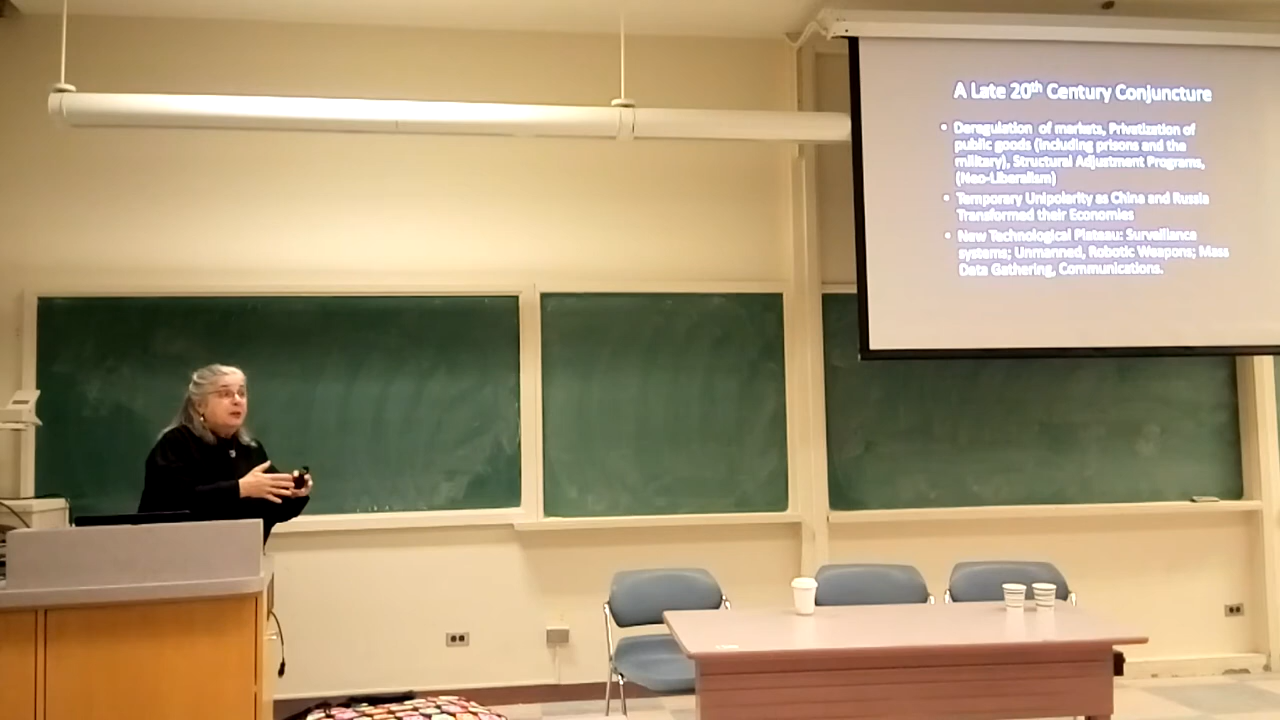 A Late 20th Century Conjuncture
• Deregulation of markets, Privatization of
public goods (including prisons and the
military), Structural Adjustment Programs,
(Neo-Liberalism)
• Temporary Unipolarity as China and Russia
Transformed their Economies
• New Technological Plateau: Surveillance
systems; Unmanned, Robotic Weapons; Mass
Data Gathering, Communications.